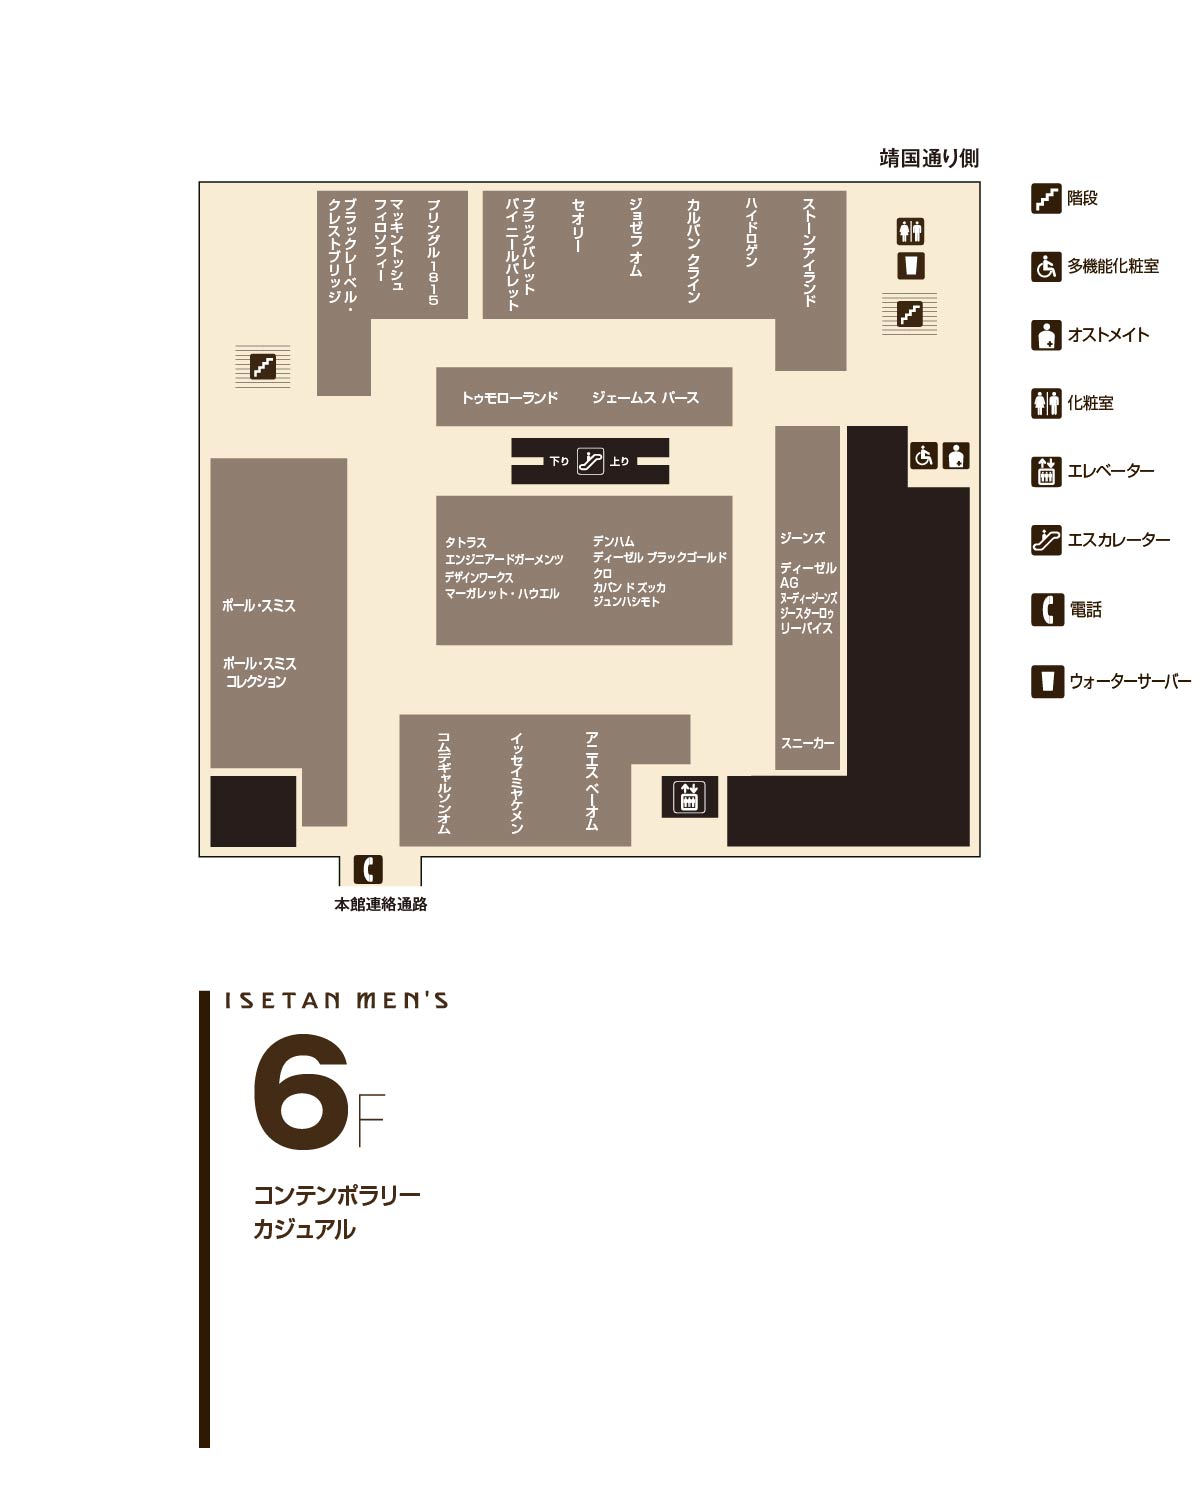 靖国通り側
ブラックレーベル・
クレストブリッジ
マッキントッシュ
フィロソフィー
プリングル1815
ブラックパレット
バイ ニールバレット
セオリー
ジョゼフ オム
カルバン クライン
ハイドロゲン
ストーンアイランド
トゥモローランド
ジェームス パース
下り
上り
タトラス
エンジニアードガーメンツ
デザインワークス
マーガレット・ハウエル
デンハム
ディーゼル ブラックゴールド
クロ
カバン ド ズッカ
ジュンハシモト
ジーンズ
ディーゼル
AG
ヌーディージーンズ
ジースターロゥ
リーバイス
スニーカー
ポール・スミス
ポール・スミス
コレクション
コムデギャルソンオム
イッセイミヤケメン
アニエス ベーオム
本館連絡通路
階段
多機能化粧室
オストメイト
化粧室
エレベーター
エスカレーター
電話
ウォーターサーバー
ISETAN MEN'S
6F
コンテンポラリー
カジュアル